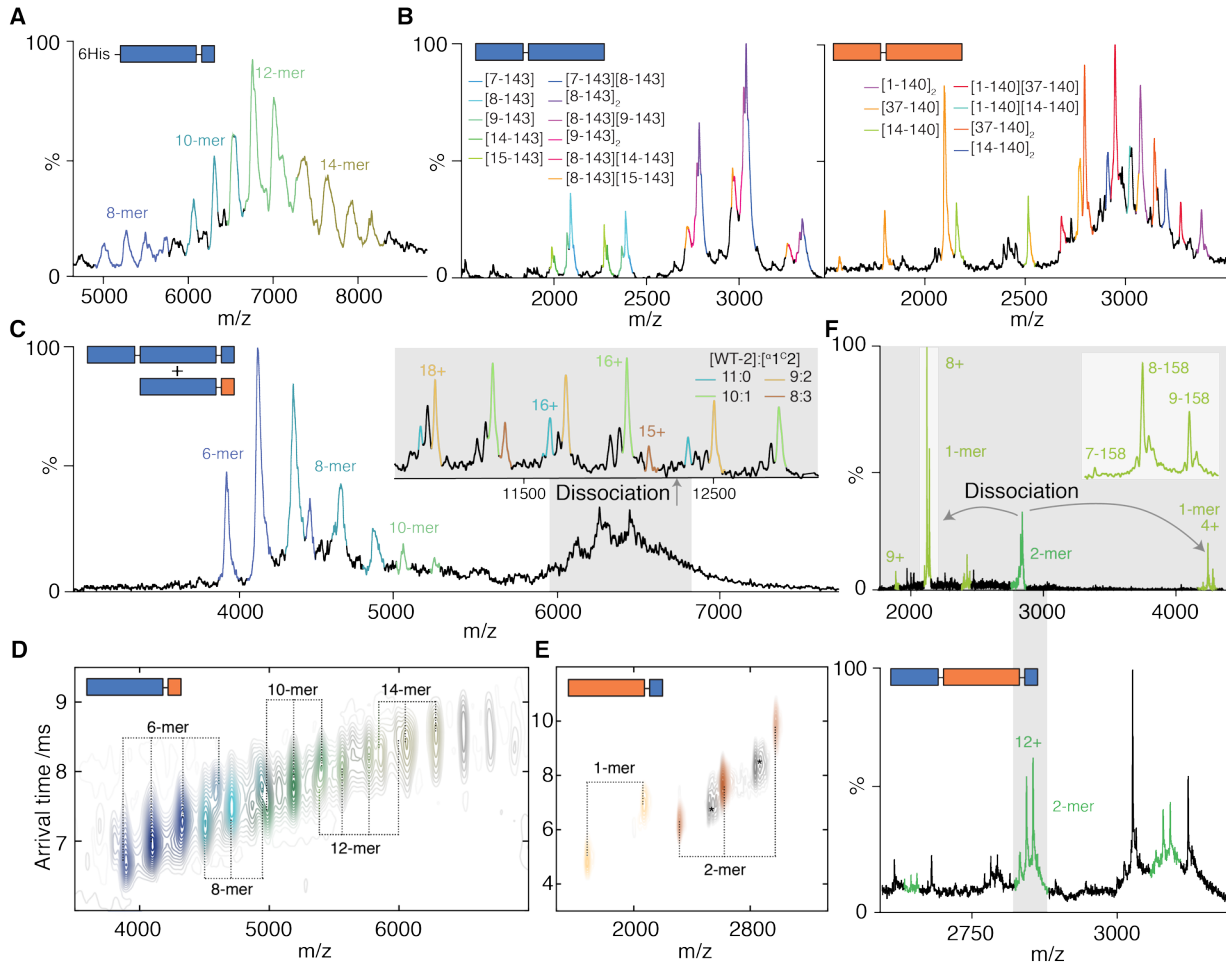 A
100
%
0
6His
8-mer
10-mer
12-mer
14-mer
5000
6000
7000
8000
m/z
B
100
%
0
[7-143]
[8-143]
[9-143]
[14-143]
[15-143]
[7-143][8-143]
[8-143]₂
[8-143][9-143]
[9-143]₂
[8-143][14-143]
[8-143][15-143]
2000
3000
m/z
[1-140]₂
[37-140]
[14-140]
[1-140][37-140]
[1-140][14-140]
[37-140]₂
[14-140]₂
2000
2500
3000
m/z
C
100
%
0
+
6-mer
8-mer
10-mer
4000
5000
6000
7000
m/z
18+
16+
16+
15+
[WT-2]:[ᵅ1ᶜ2]
11:0
9:2
10:1
8:3
11500
12500
Dissociation
F
100
%
0
8+
1-mer
9+
Dissociation
2-mer
1-mer
4+
7-158
8-158
9-158
2000
3000
4000
m/z
D
Arrival time /ms
9
8
7
6-mer
10-mer
14-mer
8-mer
12-mer
4000
5000
6000
m/z
E
10
8
6
4
1-mer
2-mer
*
*
2000
2800
m/z
100
%
0
12+
2-mer
2750
3000
m/z